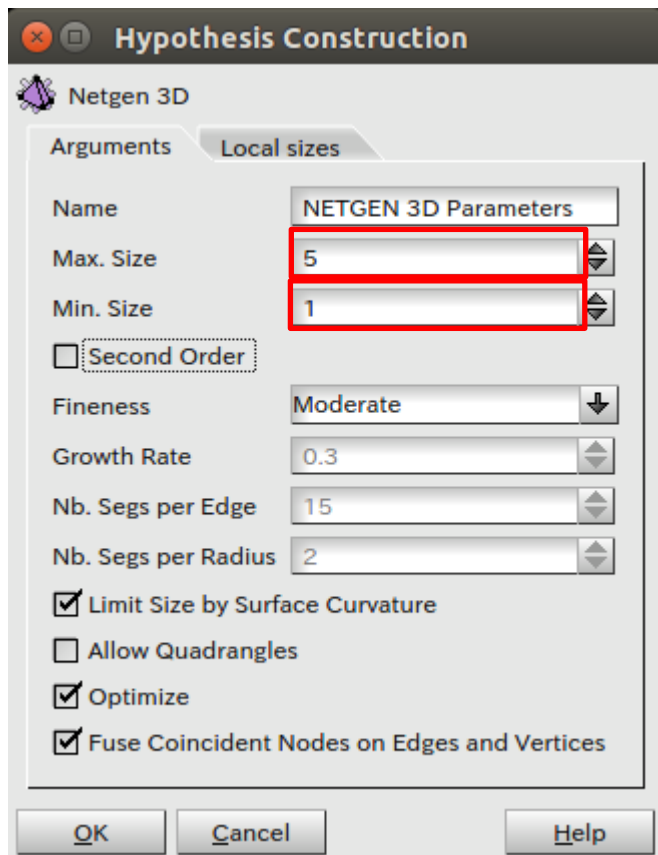 Hypothesis Construction
Netgen 3D
Arguments Local sizes
Name NETGEN 3D Parameters
Max. Size 5
Min. Size 1
Second Order
Fineness Moderate
Growth Rate 0.3
Nb. Segs per Edge 15
Nb. Segs per Radius 2
Limit Size by Surface Curvature
Allow Quadrangles
Optimize
Fuse Coincident Nodes on Edges and Vertices
OK Cancel Help